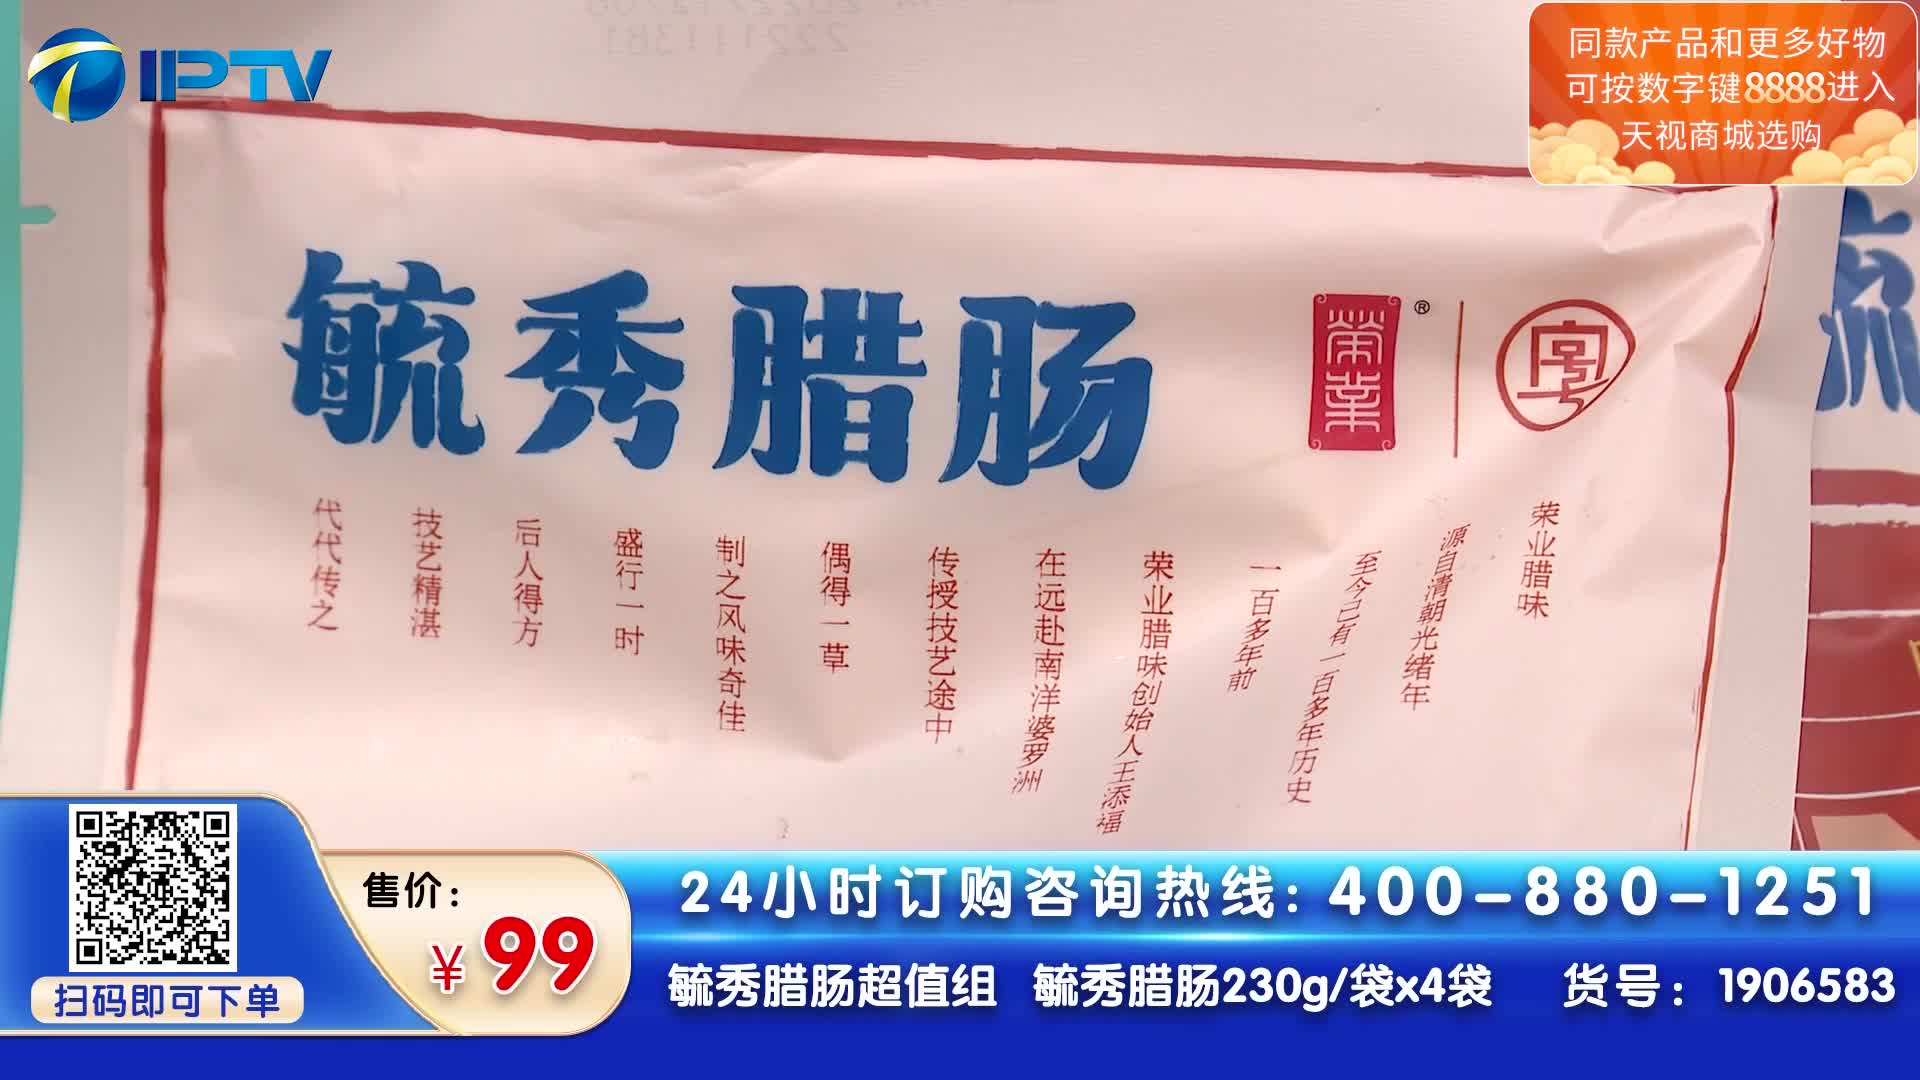 IPTV
同款产品和更多好物
可按数字键8888进入
天视商城选购
毓秀腊肠
榮業
®
粤
荣业腊味
源自清朝光绪年
至今已有一百多年历史
一百多年前
荣业腊味创始人王添福
在远赴南洋婆罗洲
传授技艺途中
偶得一草
制之风味奇佳
盛行一时
后人得方
技艺精湛
代代传之
售价：
¥99
扫码即可下单
24小时订购咨询热线：400-880-1251
毓秀腊肠超值组 毓秀腊肠230g/袋x4袋 货号：1906583